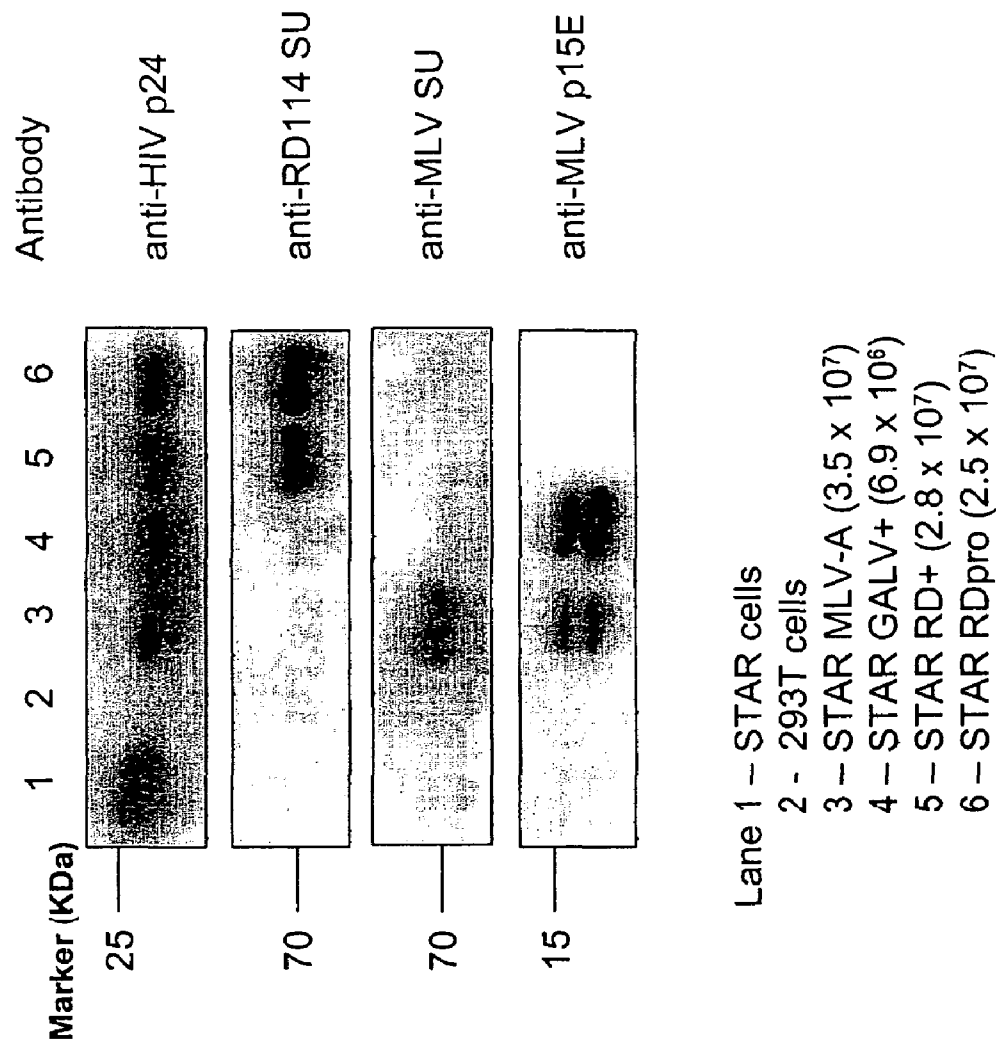 Marker (KDa) 1 2 3 4 5 6 Antibody
25 anti-HIV p24
70 anti-RD114 SU
70 anti-MLV SU
15 anti-MLV p15E
Lane 1 – STAR cells
2 - 293T cells
3 – STAR MLV-A (3.5 x 10⁷)
4 – STAR GALV+ (6.9 x 10⁶)
5 – STAR RD+ (2.8 x 10⁷)
6 – STAR RDpro (2.5 x 10⁷)